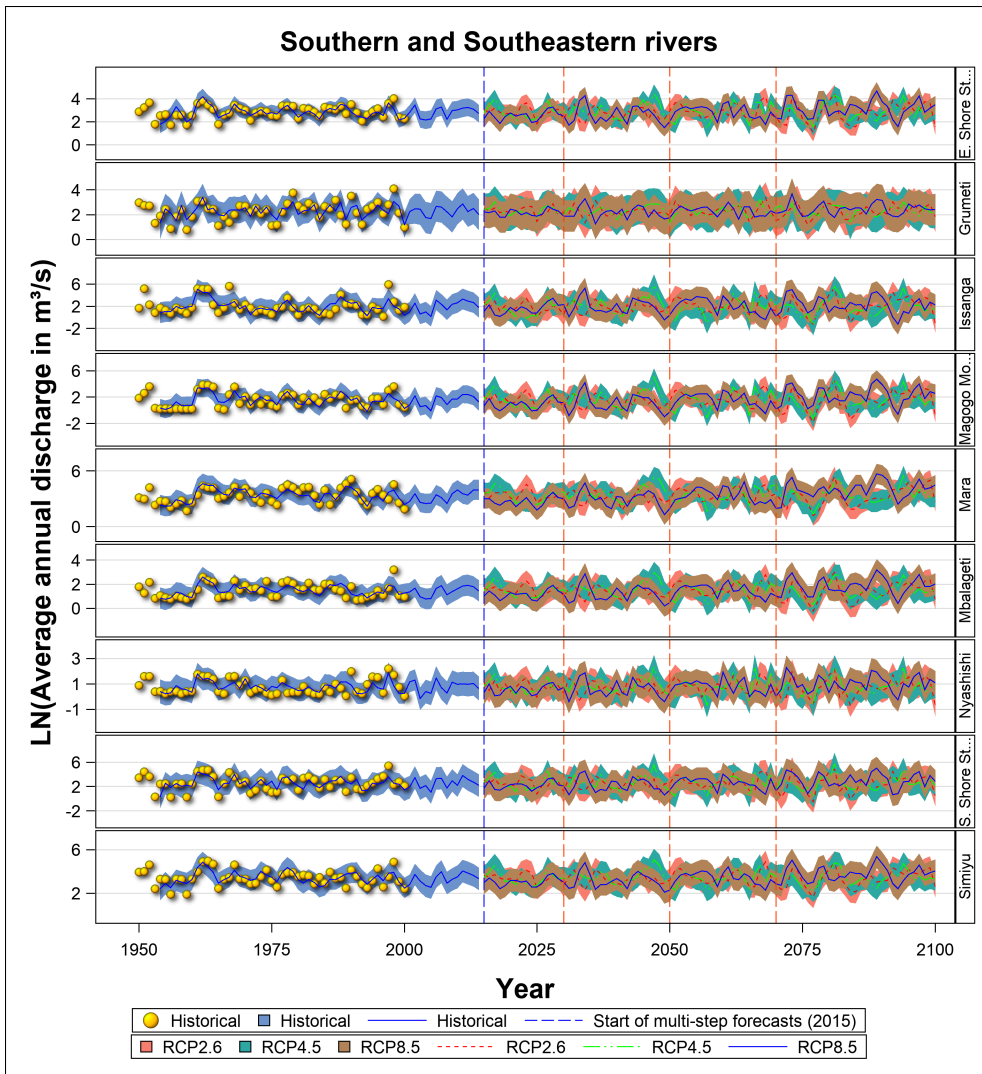 Southern and Southeastern rivers
LN(Average annual discharge in m³/s)
4
2
0
E. Shore St...
4
2
0
Grumeti
6
2
-2
Issanga
6
2
-2
Magogo Mo...
6
0
Mara
4
2
0
Mbalageti
3
1
-1
Nyashishi
6
2
-2
S. Shore St...
6
2
Simiyu
1950 1975 2000 2025 2050 2075 2100
Year
Historical Historical Historical Start of multi-step forecasts (2015)
RCP2.6 RCP4.5 RCP8.5 RCP2.6 RCP4.5 RCP8.5